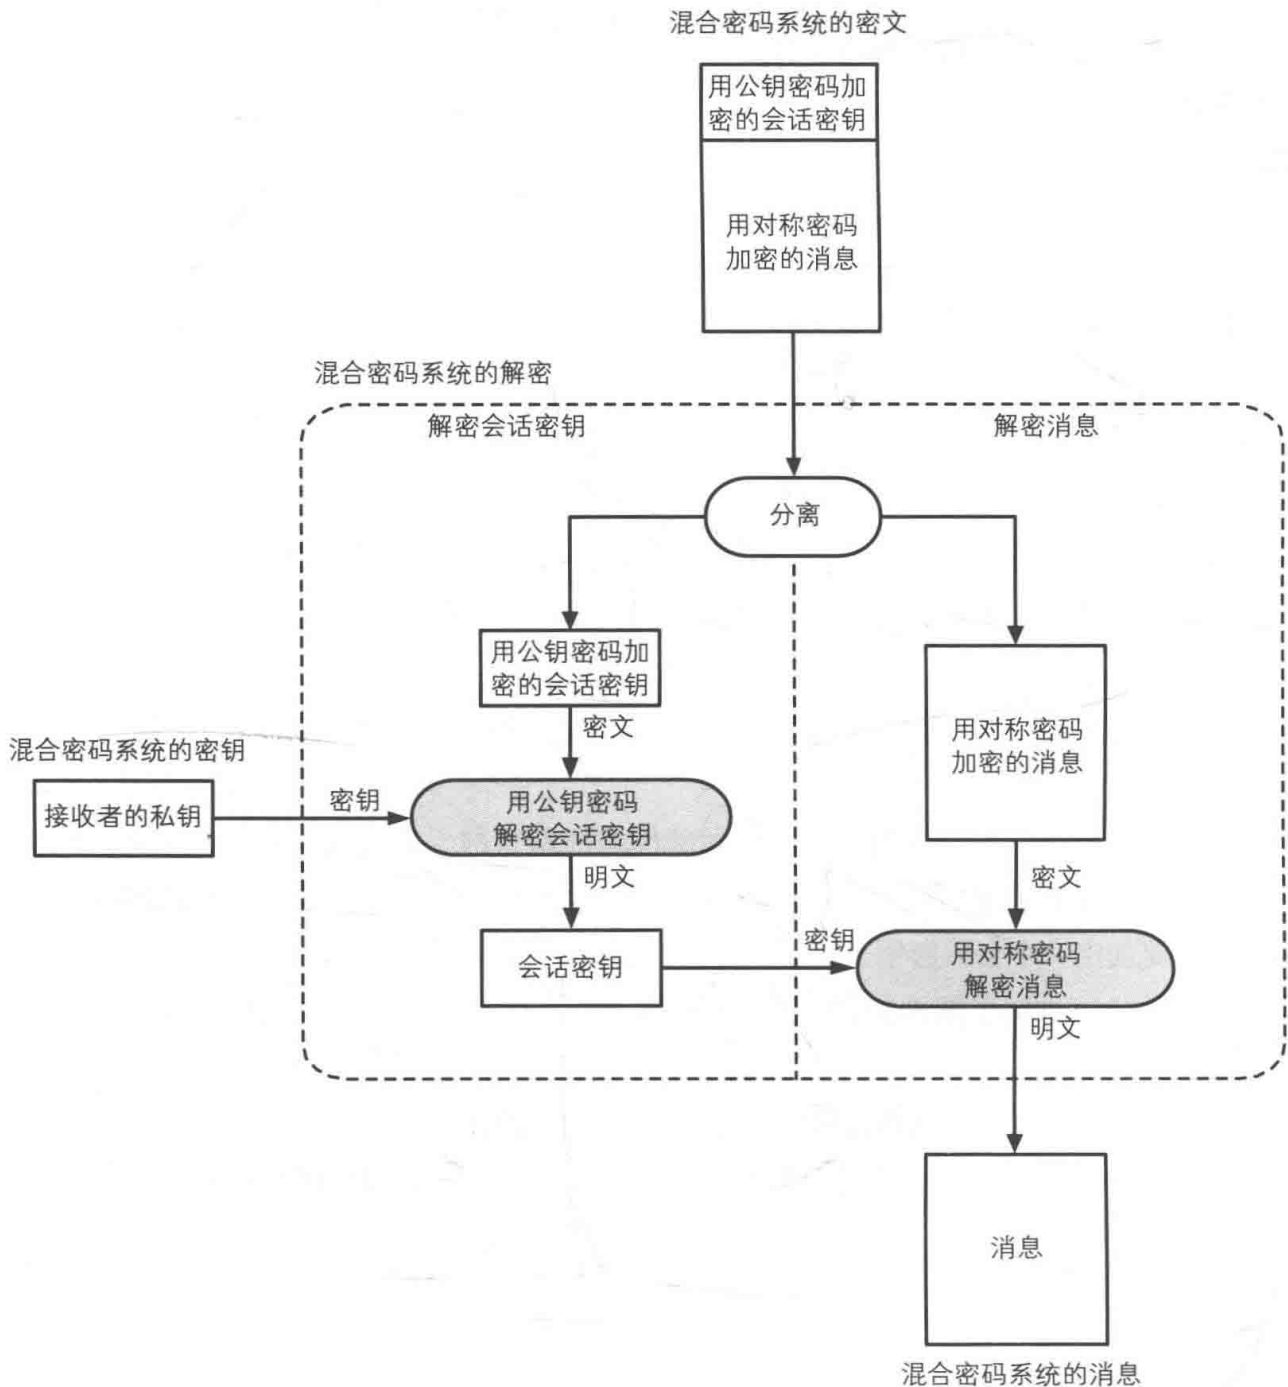 混合密码系统的密文
用公钥密码加
密的会话密钥
用对称密码
加密的消息
混合密码系统的解密
解密会话密钥
解密消息
分离
用公钥密码加
密的会话密钥
密文
用对称密码
加密的消息
混合密码系统的密钥
接收者的私钥
密钥
用公钥密码
解密会话密钥
明文
密文
会话密钥
密钥
用对称密码
解密消息
明文
消息
混合密码系统的消息